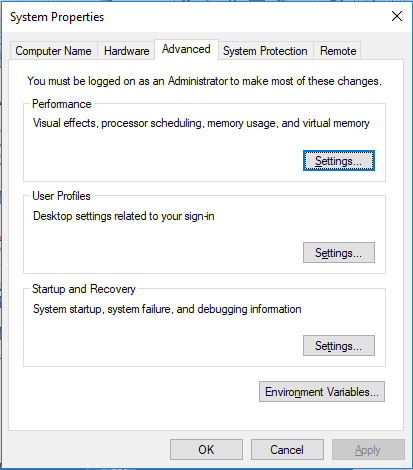 System Properties
Computer Name Hardware Advanced System Protection Remote
You must be logged on as an Administrator to make most of these changes.
Performance
Visual effects, processor scheduling, memory usage, and virtual memory
Settings...
User Profiles
Desktop settings related to your sign-in
Settings...
Startup and Recovery
System startup, system failure, and debugging information
Settings...
Environment Variables...
OK Cancel Apply